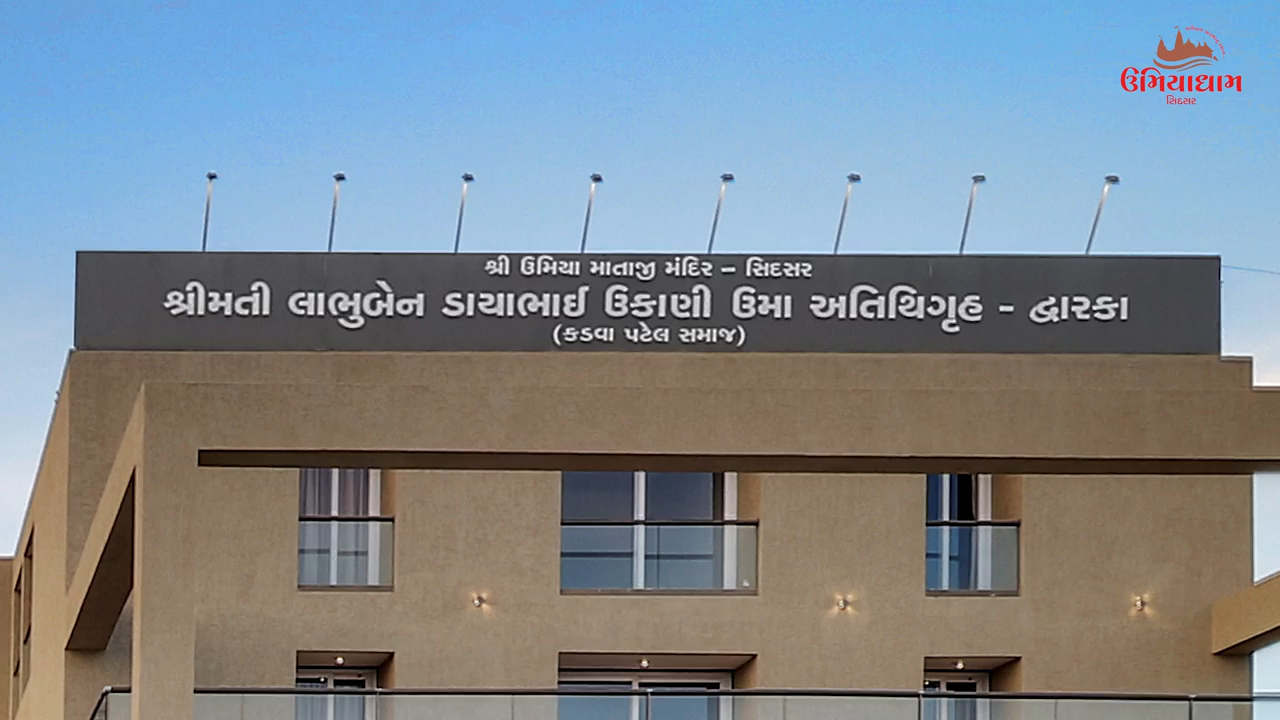 ઉમિયાધામ
સિદસર
શ્રી ઉમિયા માતાજી મંદિર – સિદસર
શ્રીમતી લાભુબેન ડાયાભાઈ ઉકાણી ઉમા અતિથિગૃહ - દ્વારકા
(કડવા પટેલ સમાજ)